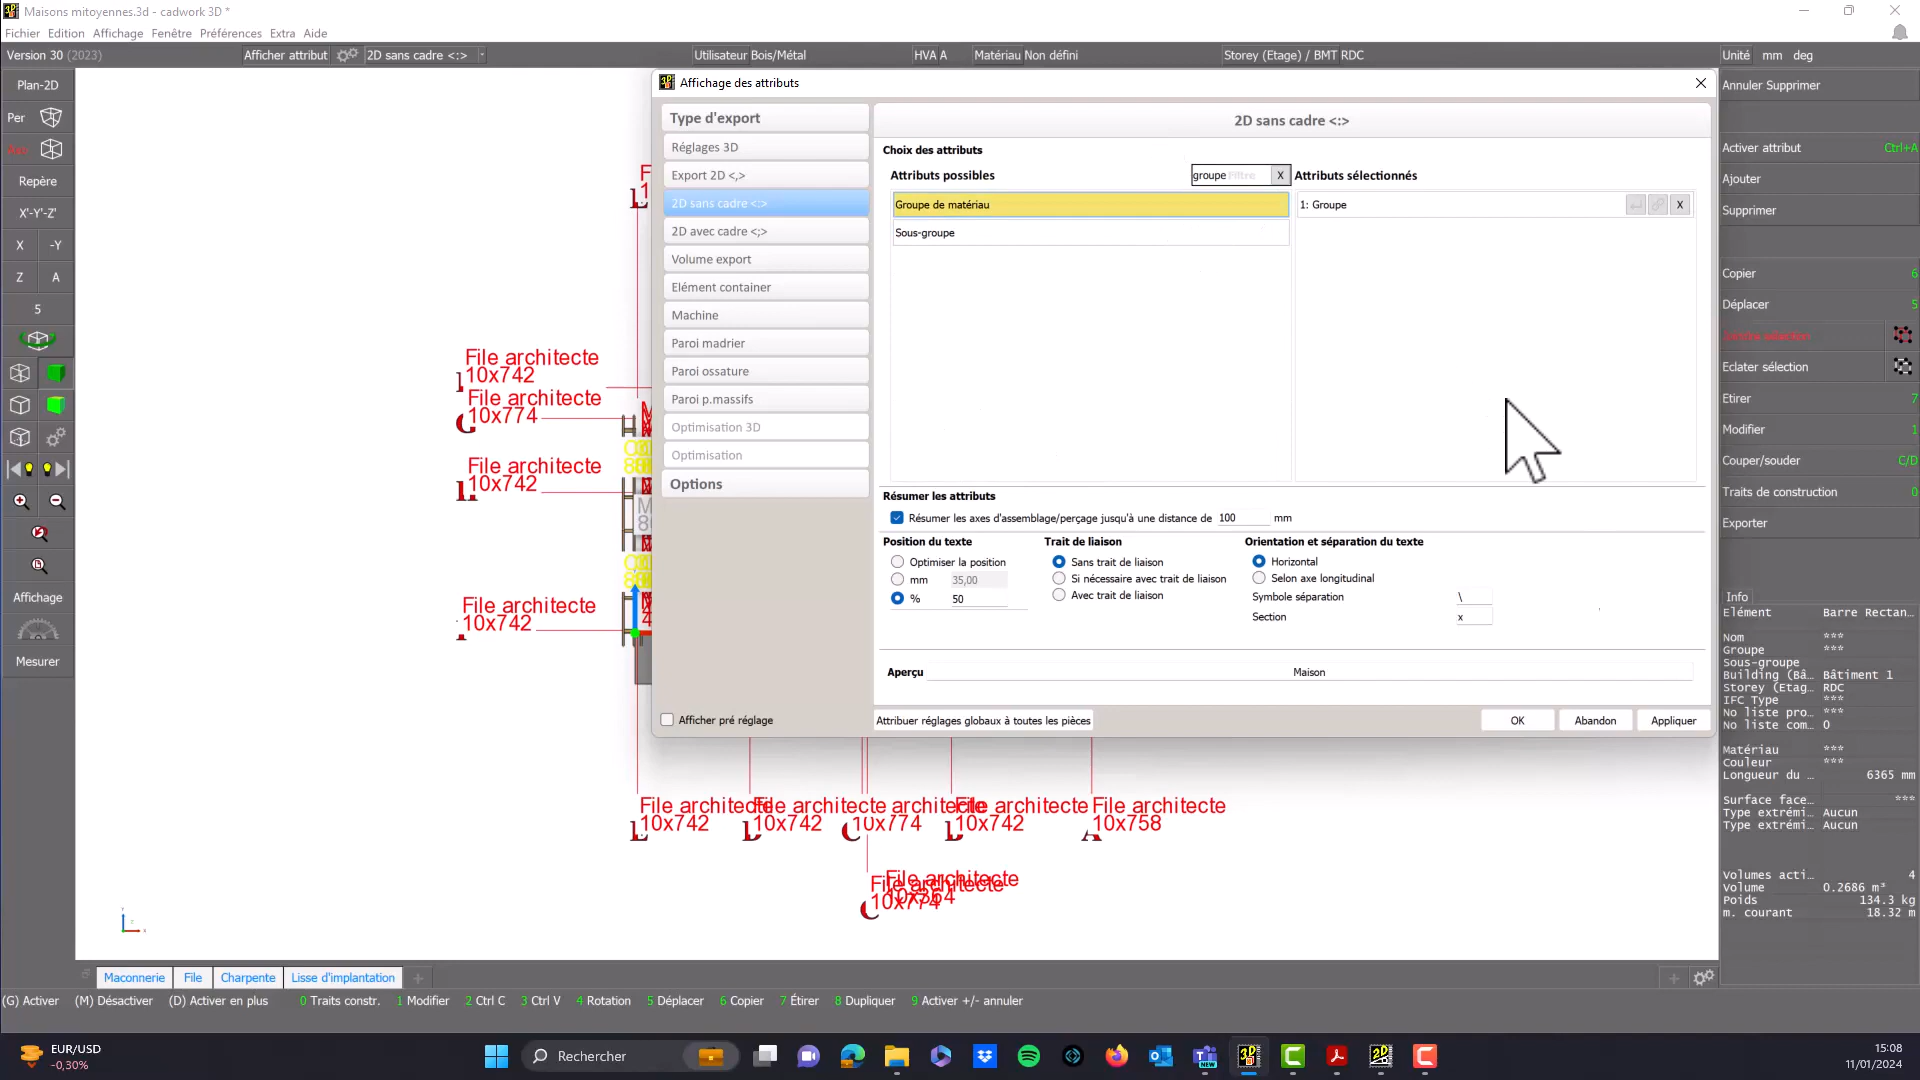 Maisons mitoyennes.3d - cadwork 3D *
Fichier Edition Affichage Fenêtre Préférences Extra Aide
Version 30 (2023)
Afficher attribut
2D sans cadre <:>
Utilisateur Bois/Métal
HVA A
Matériau Non défini
Storey (Etage) / BMT RDC
Unité mm deg
Plan-2D
Per
Repère
X'-Y'-Z'
X -Y
Z A
5
Affichage
Mesurer
File architecte
10x742
File architecte
10x774
G
File architecte
10x742
File architecte
10x742
Affichage des attributs
Type d'export
Réglages 3D
Export 2D <,>
2D sans cadre <:>
2D avec cadre <;>
Volume export
Elément container
Machine
Paroi madrier
Paroi ossature
Paroi p.massifs
Optimisation 3D
Optimisation
Options
Afficher pré réglage
2D sans cadre <:>
Choix des attributs
Attributs possibles
groupe Filtre X
Attributs sélectionnés
Groupe de matériau
Sous-groupe
1: Groupe
X
Résumer les attributs
Résumer les axes d'assemblage/perçage jusqu'à une distance de 100 mm
Position du texte
Optimiser la position
mm 35,00
% 50
Trait de liaison
Sans trait de liaison
Si nécessaire avec trait de liaison
Avec trait de liaison
Orientation et séparation du texte
Horizontal
Selon axe longitudinal
Symbole séparation \
Section x
Aperçu Maison
Attribuer réglages globaux à toutes les pièces
OK Abandon Appliquer
File architecte
10x742
File architecte
10x742
architecte
10x774
File architecte
10x742
File architecte
10x758
File architecte
File architecte
10x774
Annuler Supprimer
Activer attribut Ctrl+A
Ajouter
Supprimer
Copier 6
Déplacer 5
Eclater sélection
Etirer 7
Modifier 1
Couper/souder C/D
Traits de construction 0
Exporter
Info
Elément Barre Rectan...
Nom ***
Groupe ***
Sous-groupe
Building (Bâ... Bâtiment 1
Storey (Etag... RDC
IFC Type ***
No liste pro... ***
No liste com... 0
Matériau ***
Couleur ***
Longueur du ... 6365 mm
Surface face... ***
Type extrémi... Aucun
Type extrémi... Aucun
Volumes acti... 4
Volume 0.2686 m³
Poids 134.3 kg
m. courant 18.32 m
Maconnerie File Charpente Lisse d'implantation +
(G) Activer (M) Désactiver (D) Activer en plus 0 Traits constr. 1 Modifier 2 Ctrl C 3 Ctrl V 4 Rotation 5 Déplacer 6 Copier 7 Étirer 8 Dupliquer 9 Activer +/- annuler
EUR/USD
-0,30%
Rechercher
15:08
11/01/2024